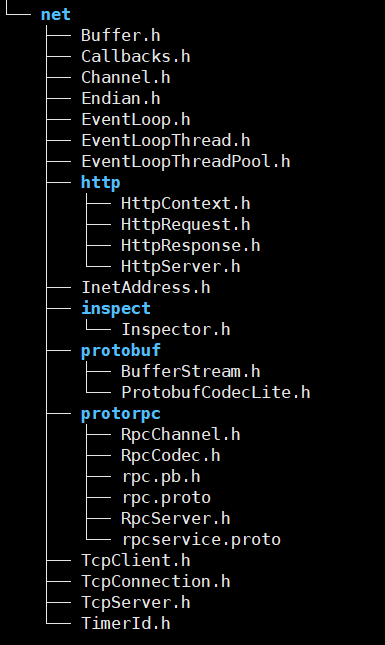 net
Buffer.h
Callbacks.h
Channel.h
Endian.h
EventLoop.h
EventLoopThread.h
EventLoopThreadPool.h
http
HttpContext.h
HttpRequest.h
HttpResponse.h
HttpServer.h
InetAddress.h
inspect
Inspector.h
protobuf
BufferStream.h
ProtobufCodecLite.h
protorpc
RpcChannel.h
RpcCodec.h
rpc.pb.h
rpc.proto
RpcServer.h
rpcservice.proto
TcpClient.h
TcpConnection.h
TcpServer.h
TimerId.h